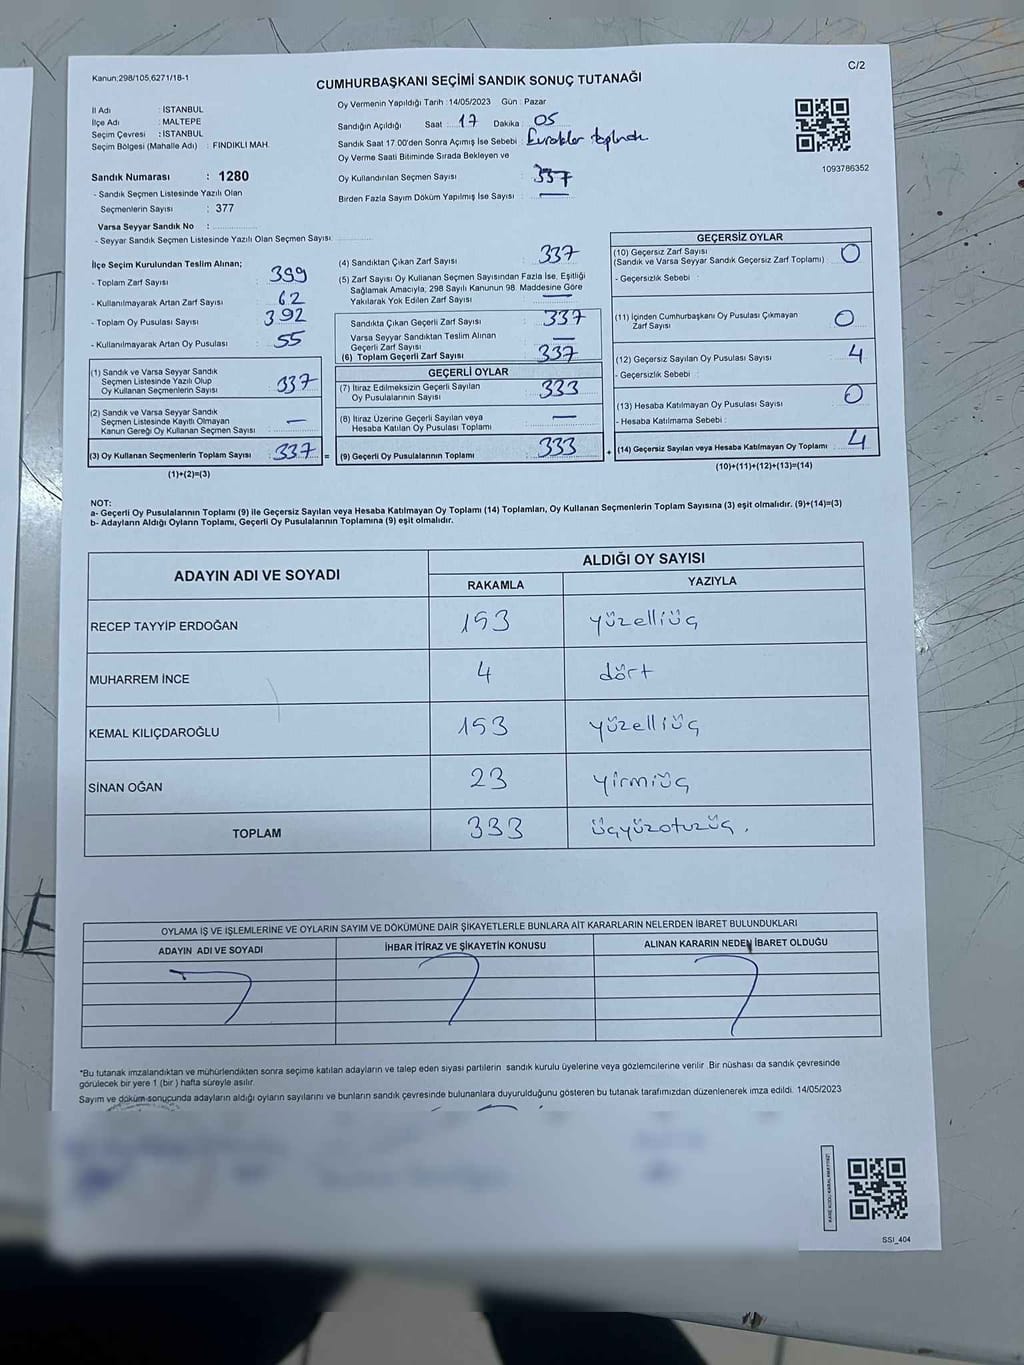 Kanun:298/105,6271/18-1
C/2
CUMHURBAŞKANI SEÇİMİ SANDIK SONUÇ TUTANAĞI
İl Adı : İSTANBUL
İlçe Adı : MALTEPE
Seçim Çevresi : İSTANBUL
Seçim Bölgesi (Mahalle Adı) : FINDIKLI MAH.
Sandık Numarası : 1280
- Sandık Seçmen Listesinde Yazılı Olan
Seçmenlerin Sayısı : 377
Varsa Seyyar Sandık No :
- Seyyar Sandık Seçmen Listesinde Yazılı Olan Seçmen Sayısı:
Oy Vermenin Yapıldığı Tarih : 14/05/2023 Gün : Pazar
Sandığın Açıldığı Saat : 17 Dakika : 05
Sandık Saat 17.00'den Sonra Açımış İse Sebebi : Evraklar toplandı
Oy Verme Saati Bitiminde Sırada Bekleyen ve
Oy Kullandırılan Seçmen Sayısı : 337
Birden Fazla Sayım Döküm Yapılmış İse Sayısı : —
1093786352
İlçe Seçim Kurulundan Teslim Alınan;
- Toplam Zarf Sayısı : 399
- Kullanılmayarak Artan Zarf Sayısı : 62
- Toplam Oy Pusulası Sayısı : 392
- Kullanılmayarak Artan Oy Pusulası : 55
(1) Sandık ve Varsa Seyyar Sandık
Seçmen Listesinde Yazılı Olup
Oy Kullanan Seçmenlerin Sayısı : 337
(2) Sandık ve Varsa Seyyar Sandık
Seçmen Listesinde Kayıtlı Olmayan
Kanun Gereği Oy Kullanan Seçmen Sayısı : —
(3) Oy Kullanan Seçmenlerin Toplam Sayısı : 337 =
(1)+(2)=(3)
(4) Sandıktan Çıkan Zarf Sayısı : 337
(5) Zarf Sayısı Oy Kullanan Seçmen Sayısından Fazla İse, Eşitliği
Sağlamak Amacıyla; 298 Sayılı Kanunun 98. Maddesine Göre
Yakılarak Yok Edilen Zarf Sayısı : —
Sandıkta Çıkan Geçerli Zarf Sayısı : 337
Varsa Seyyar Sandıktan Teslim Alınan
Geçerli Zarf Sayısı : —
(6) Toplam Geçerli Zarf Sayısı : 337
GEÇERLİ OYLAR
(7) İtiraz Edilmeksizin Geçerli Sayılan
Oy Pusulalarının Sayısı : 333
(8) İtiraz Üzerine Geçerli Sayılan veya
Hesaba Katılan Oy Pusulası Toplamı : —
(9) Geçerli Oy Pusulalarının Toplamı : 333 +
GEÇERSİZ OYLAR
(10) Geçersiz Zarf Sayısı
(Sandık ve Varsa Seyyar Sandık Geçersiz Zarf Toplamı) : 0
- Geçersizlik Sebebi :
(11) İçinden Cumhurbaşkanı Oy Pusulası Çıkmayan
Zarf Sayısı : 0
(12) Geçersiz Sayılan Oy Pusulası Sayısı : 4
- Geçersizlik Sebebi :
(13) Hesaba Katılmayan Oy Pusulası Sayısı : 0
- Hesaba Katılmama Sebebi :
(14) Geçersiz Sayılan veya Hesaba Katılmayan Oy Toplamı : 4
(10)+(11)+(12)+(13)=(14)
NOT:
a- Geçerli Oy Pusulalarının Toplamı (9) ile Geçersiz Sayılan veya Hesaba Katılmayan Oy Toplamı (14) Toplamları, Oy Kullanan Seçmenlerin Toplam Sayısına (3) eşit olmalıdır. (9)+(14)=(3)
b- Adayların Aldığı Oyların Toplamı, Geçerli Oy Pusulalarının Toplamına (9) eşit olmalıdır.
ADAYIN ADI VE SOYADI
ALDIĞI OY SAYISI
RAKAMLA YAZIYLA
RECEP TAYYİP ERDOĞAN 153 yüzelliüç
MUHARREM İNCE 4 dört
KEMAL KILIÇDAROĞLU 153 yüzelliüç
SİNAN OĞAN 23 yirmiüç
TOPLAM 333 üçyüzotuzüç.
OYLAMA İŞ VE İŞLEMLERİNE VE OYLARIN SAYIM VE DÖKÜMÜNE DAİR ŞİKAYETLERLE BUNLARA AİT KARARLARIN NELERDEN İBARET BULUNDUKLARI
ADAYIN ADI VE SOYADI İHBAR İTİRAZ VE ŞİKAYETİN KONUSU ALINAN KARARIN NEDEN İBARET OLDUĞU
*Bu tutanak imzalandıktan ve mühürlendikten sonra seçime katılan adayların ve talep eden siyasi partilerin sandık kurulu üyelerine veya gözlemcilerine verilir. Bir nüshası da sandık çevresinde
görülecek bir yere 1 (bir ) hafta süreyle asılır.
Sayım ve döküm sonucunda adayların aldığı oyların sayılarını ve bunların sandık çevresinde bulunanlara duyurulduğunu gösteren bu tutanak tarafımızdan düzenlenerek imza edildi. 14/05/2023
SSI_404